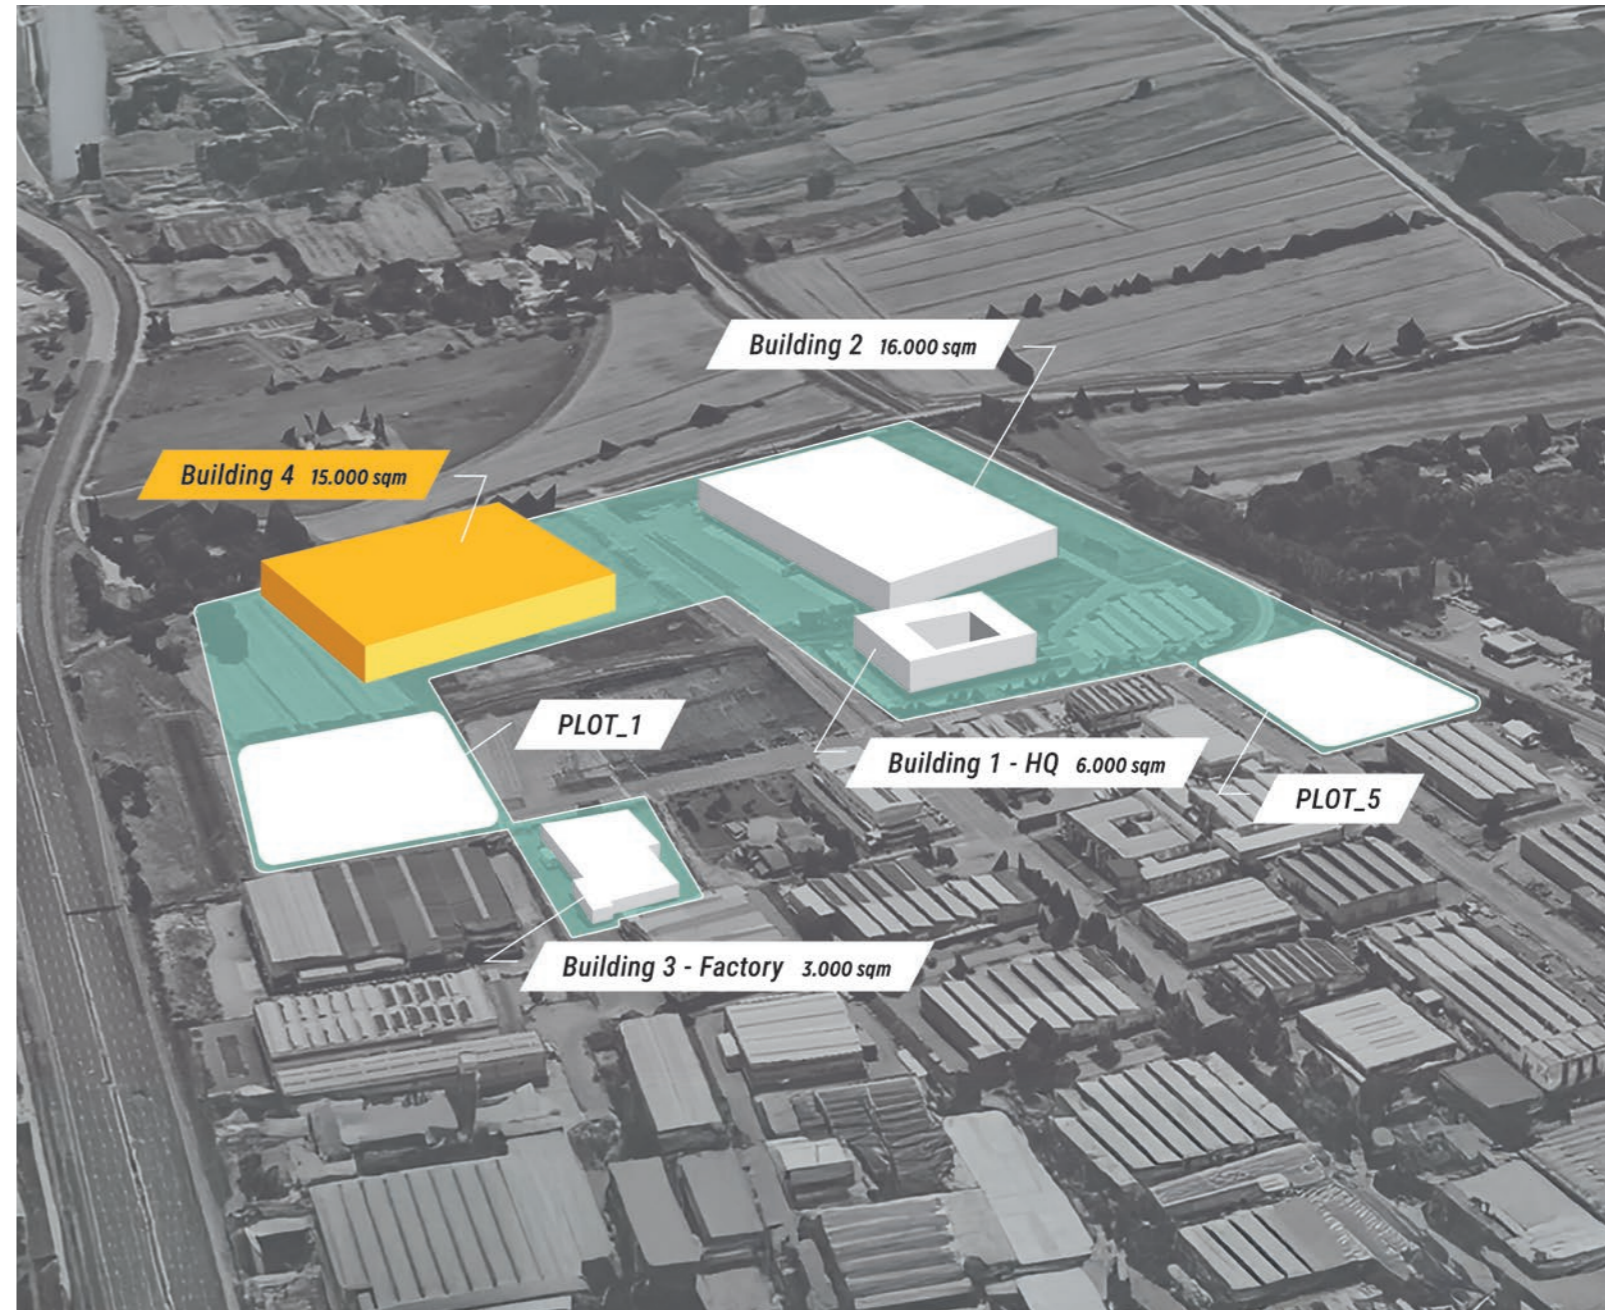 Building 2 16.000 sqm
Building 4 15.000 sqm
PLOT_1
Building 1 - HQ 6.000 sqm
PLOT_5
Building 3 - Factory 3.000 sqm